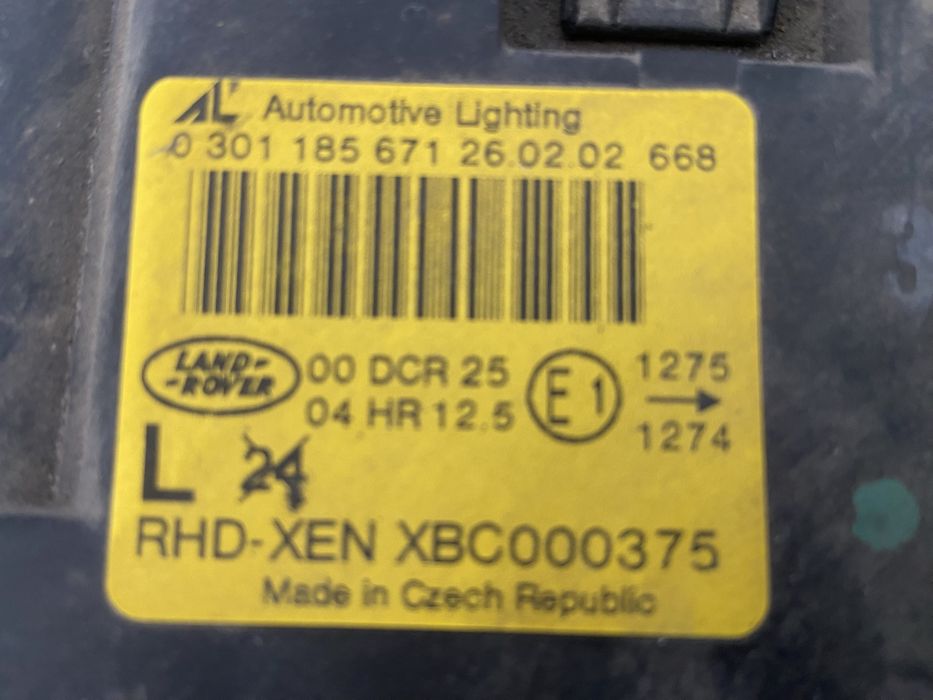 AL Automotive Lighting
0 301 185 671 26.02.02 668
LAND-
-ROVER
00 DCR 25
04 HR 12.5
E1
1275
→
1274
L 24
RHD-XEN XBC000375
Made in Czech Republic